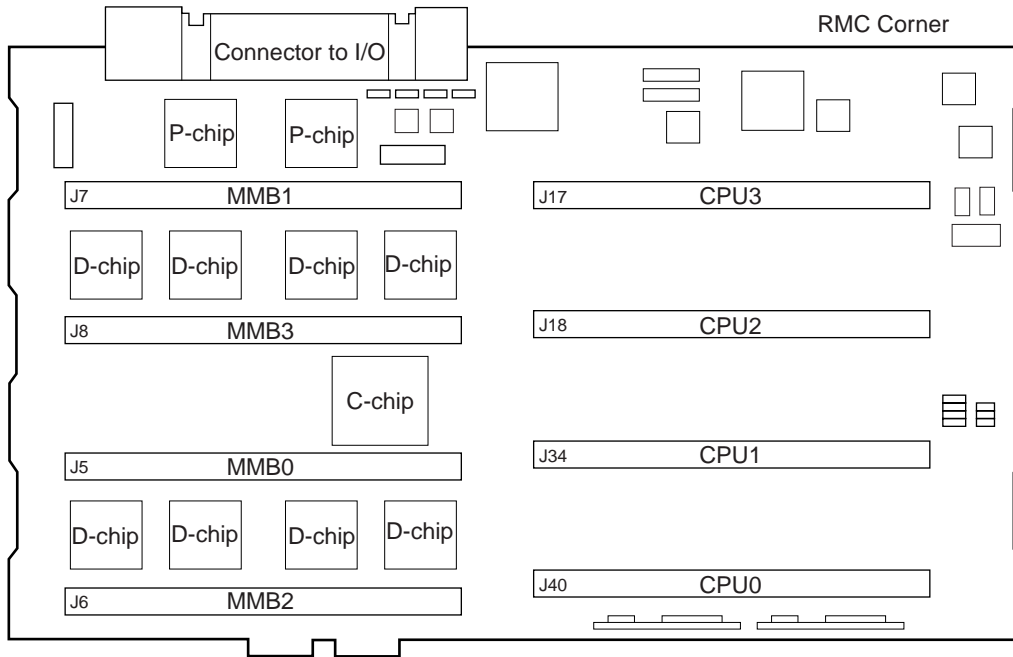 RMC Corner
Connector to I/O
P-chip P-chip
J7 MMB1 J17 CPU3
D-chip D-chip D-chip D-chip
J8 MMB3 J18 CPU2
C-chip
J5 MMB0 J34 CPU1
D-chip D-chip D-chip D-chip
J6 MMB2 J40 CPU0